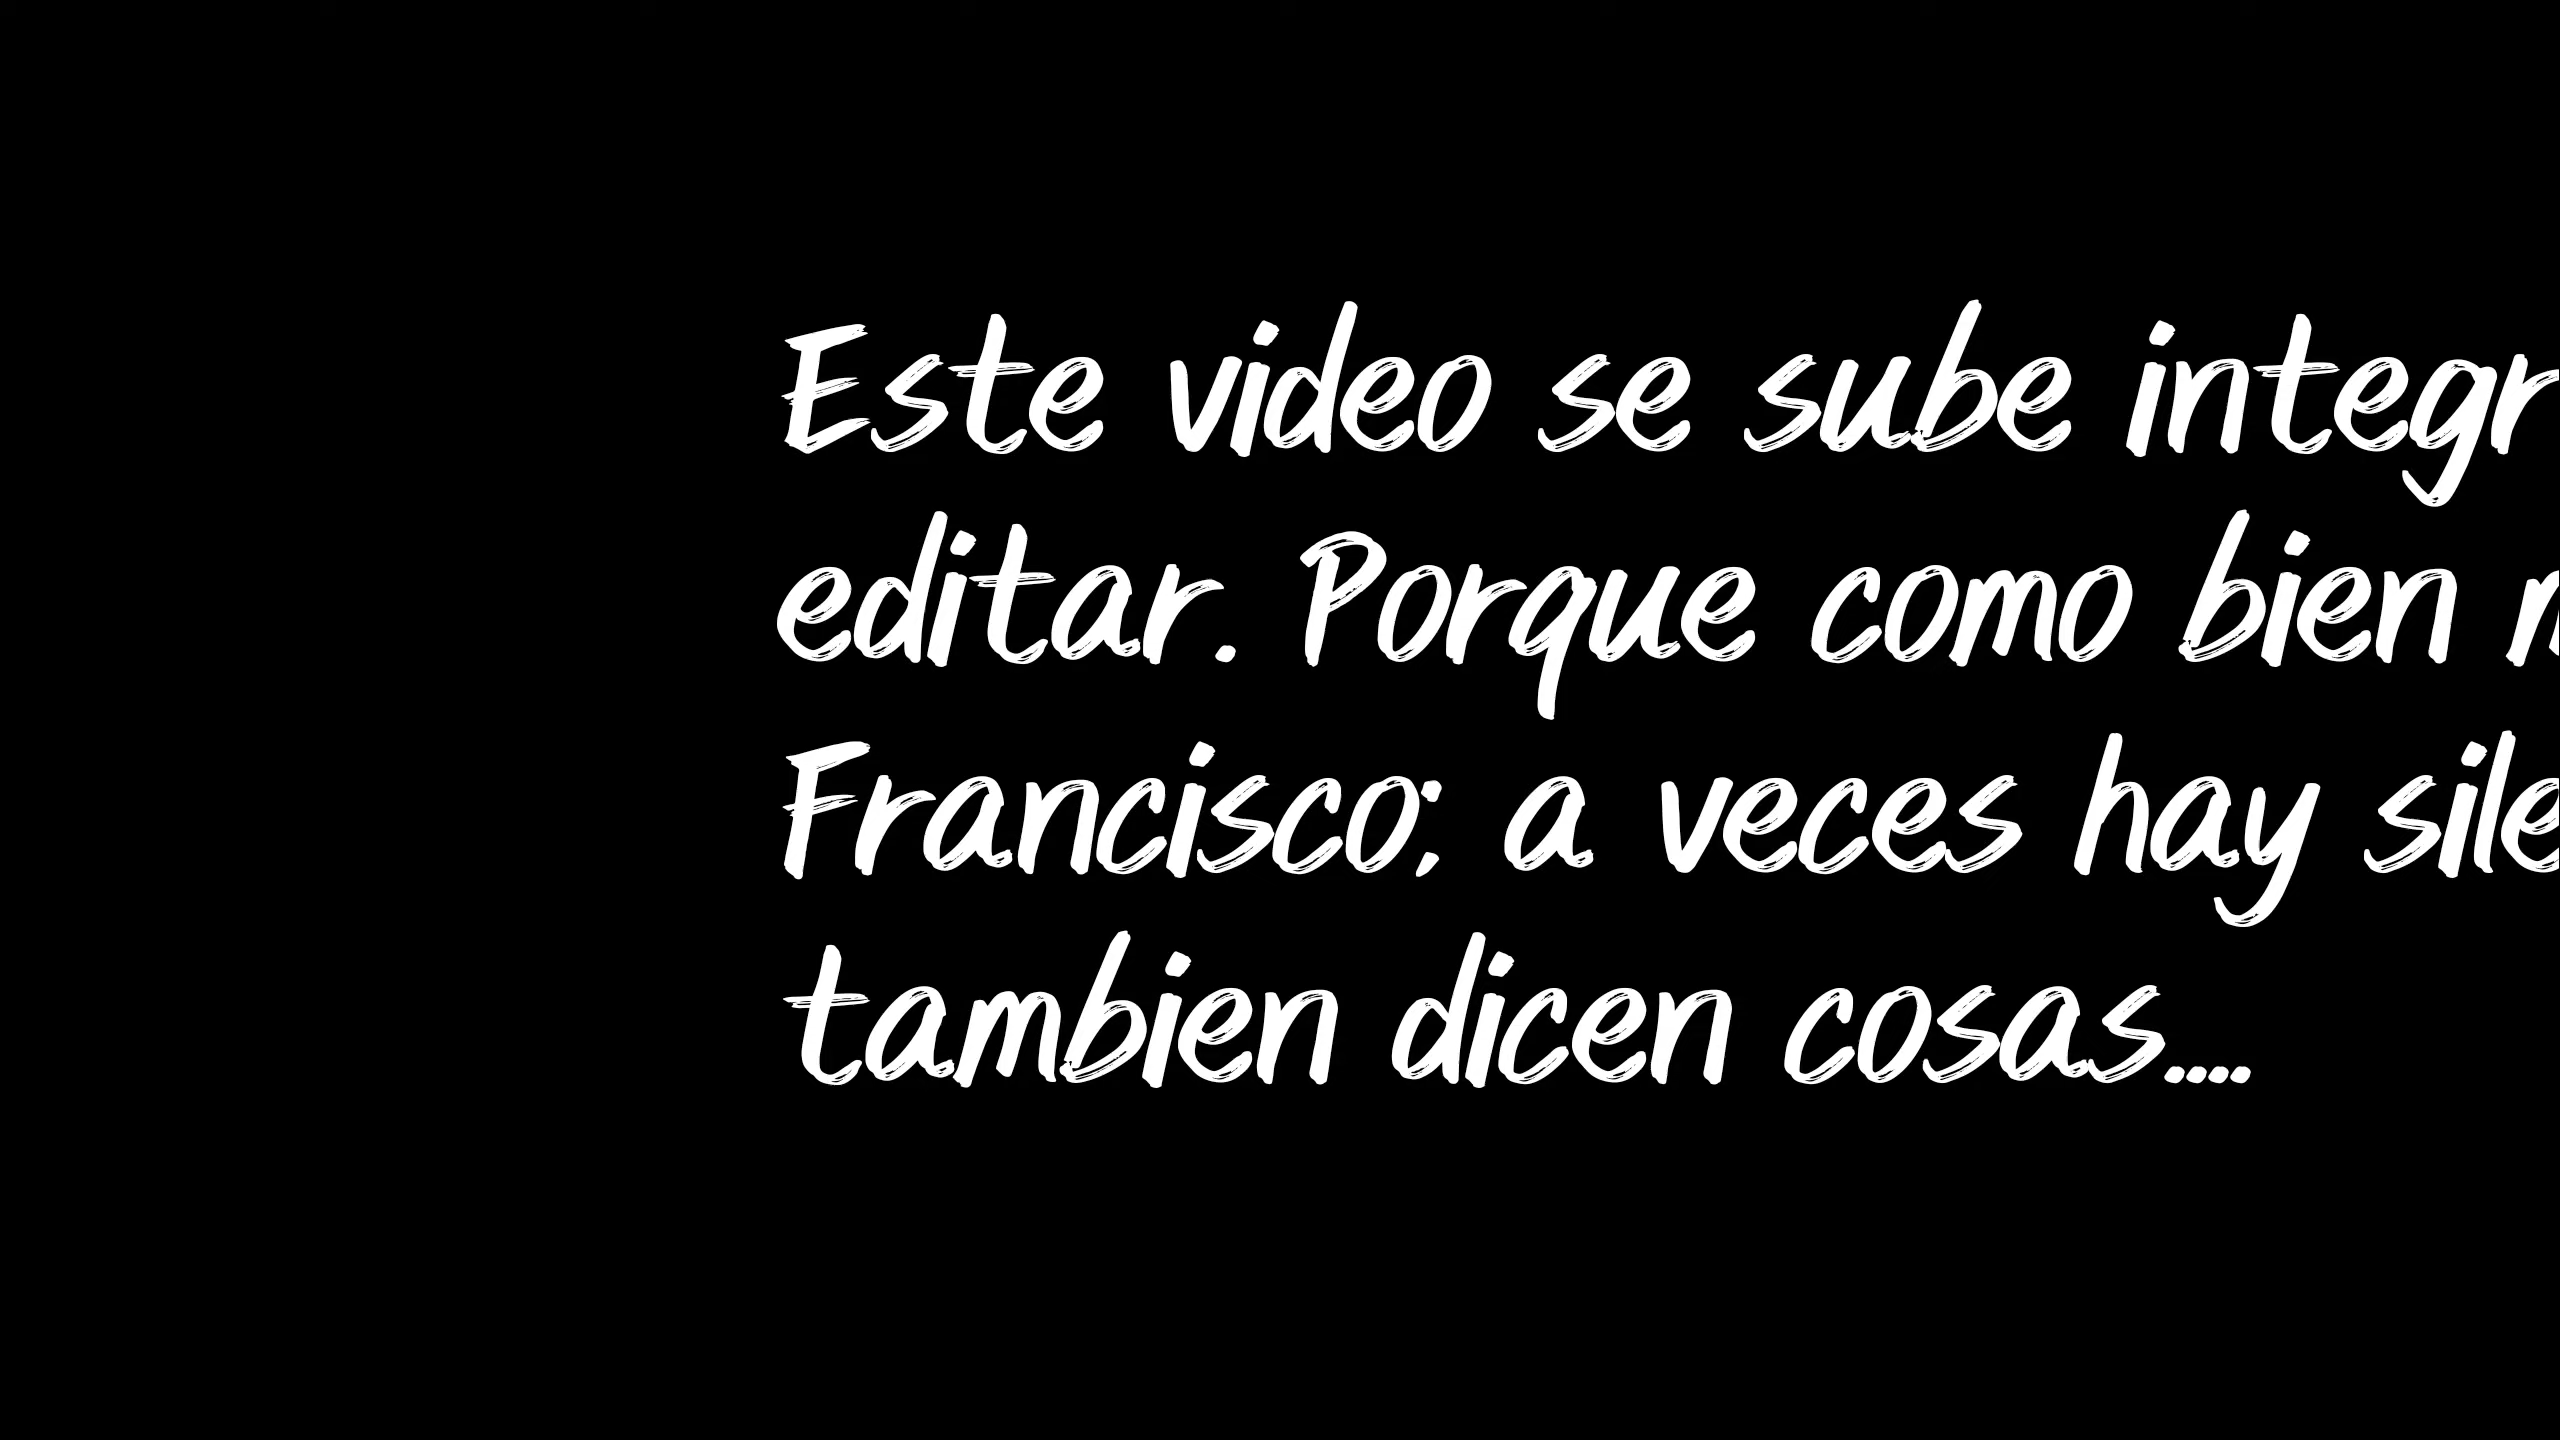 Este video se sube integr
editar. Porque como bien
Francisco; a veces hay sile
tambien dicen cosas....